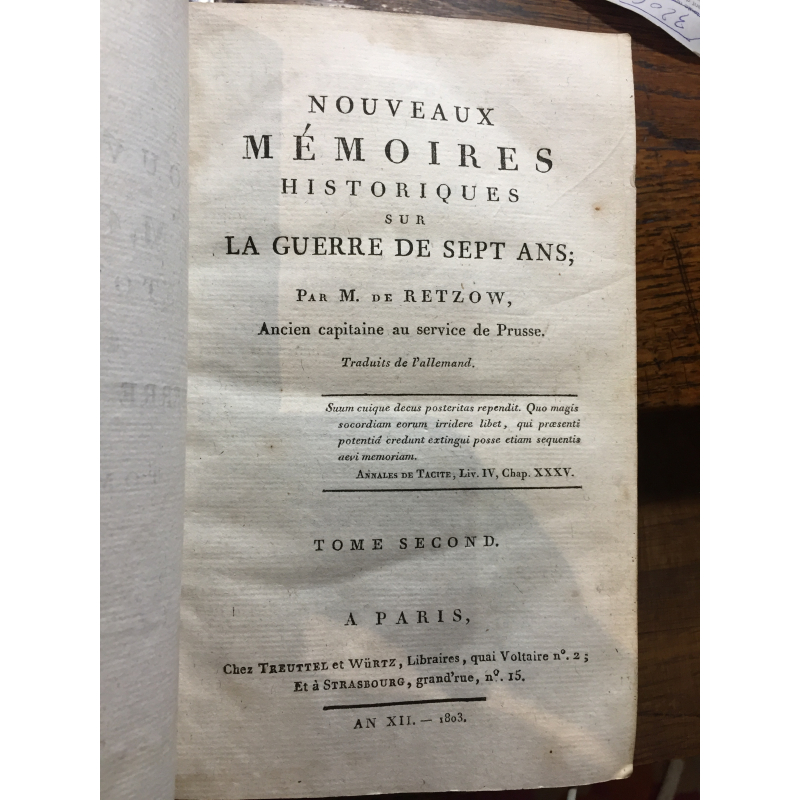 NOUVEAUX
MÉMOIRES
HISTORIQUES
SUR
LA GUERRE DE SEPT ANS;
PAR M. DE RETZOW,
Ancien capitaine au service de Prusse.
Traduits de l'allemand.
Suum cuique decus posteritas rependit. Quo magis
socordiam eorum irridere libet, qui præsenti
potentiâ credunt extingui posse etiam sequentis
aevi memoriam.
ANNALES DE TACITE, Liv. IV, Chap. XXXV.
TOME SECOND.
A PARIS,
Chez TREUTTEL et WÜRTZ, Libraires, quai Voltaire nº. 2;
Et à STRASBOURG, grand'rue, nº. 15.
AN XII. — 1803.